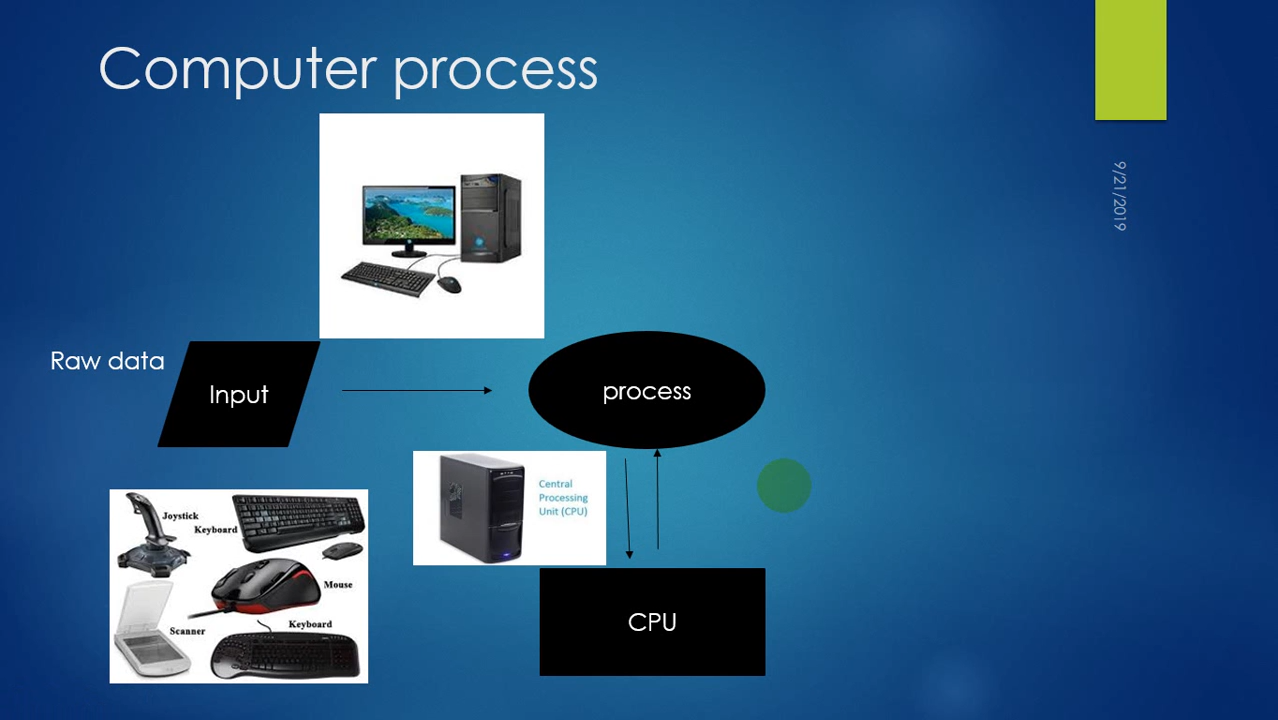 Computer process
9/21/2019
Raw data
Input
process
Central
Processing
Unit (CPU)
Joystick
Keyboard
Mouse
Scanner
Keyboard
CPU